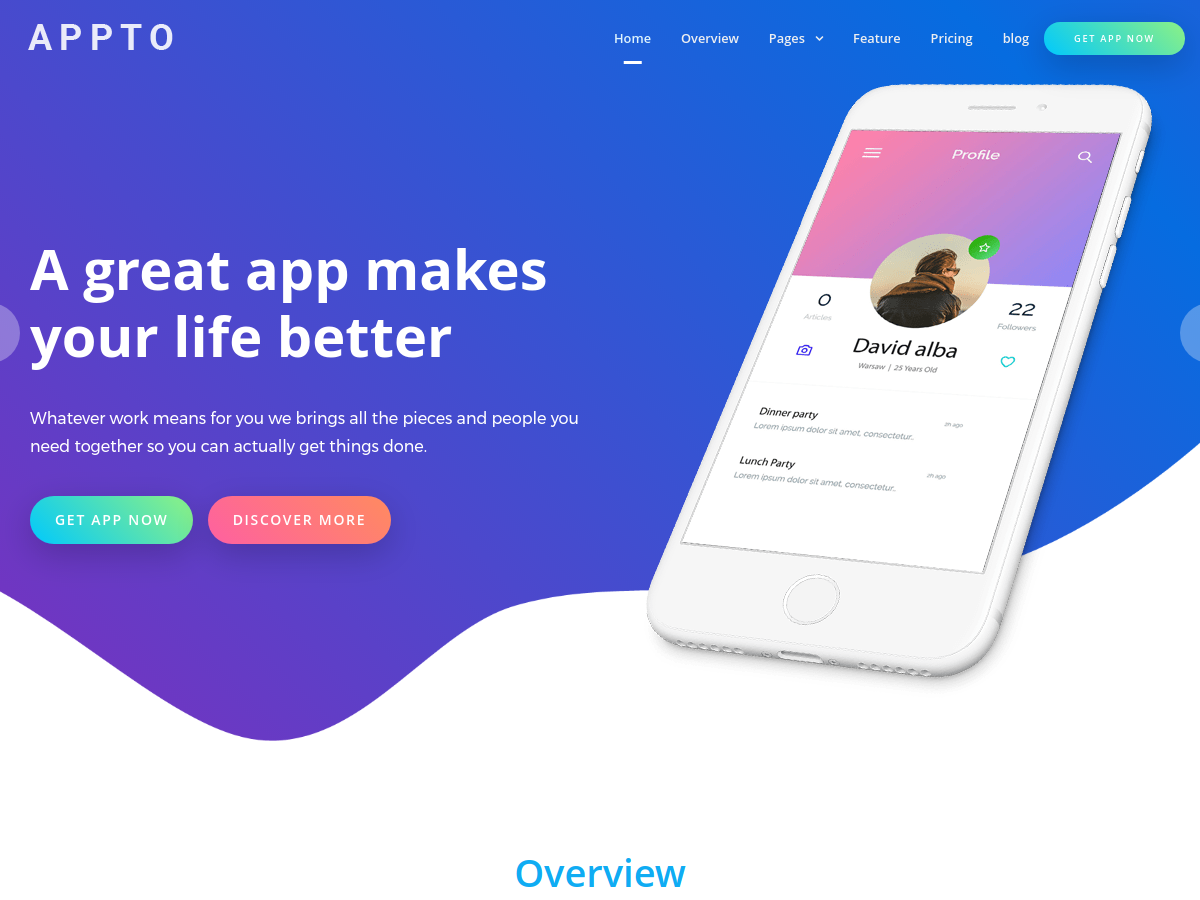 APPTO
Home Overview Pages Feature Pricing blog GET APP NOW
A great app makes
your life better
Whatever work means for you we brings all the pieces and people you
need together so you can actually get things done.
GET APP NOW DISCOVER MORE
Profile
0 22
Articles Followers
David alba
Warsaw | 25 Years Old
Dinner party 2h ago
Lorem ipsum dolor sit amet, consectetur..
Lunch Party 2h ago
Lorem ipsum dolor sit amet, consectetur..
Overview